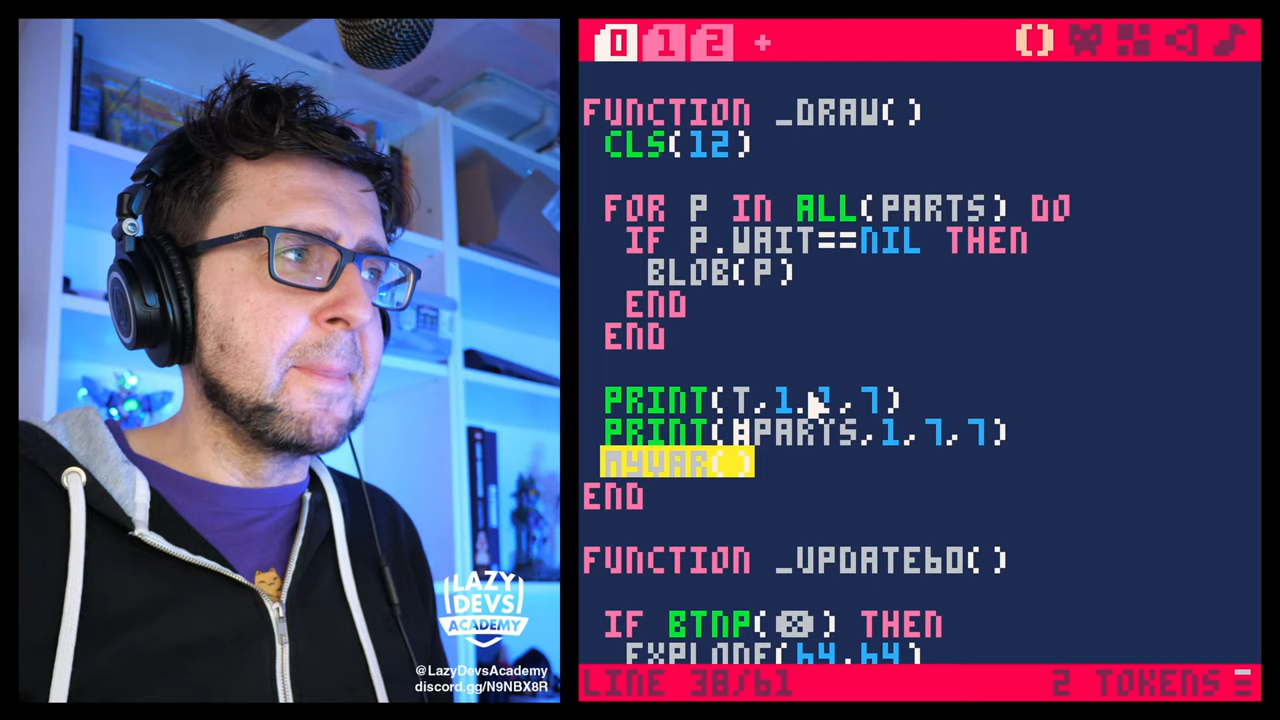 0 1 2 +
FUNCTION _DRAW()
CLS(12)
FOR P IN ALL(PARTS) DO
IF P.WAIT==NIL THEN
BLOB(P)
END
END
PRINT(T,1,1,7)
PRINT(#PARTS,1,7,7)
MYVAR()
END
FUNCTION _UPDATE60()
IF BTNP(❎) THEN
EXPLODE(64,64)
LINE 38/61
2 TOKENS
LAZY
DEVS
ACADEMY
@LazyDevsAcademy
discord.gg/N9NBX8R